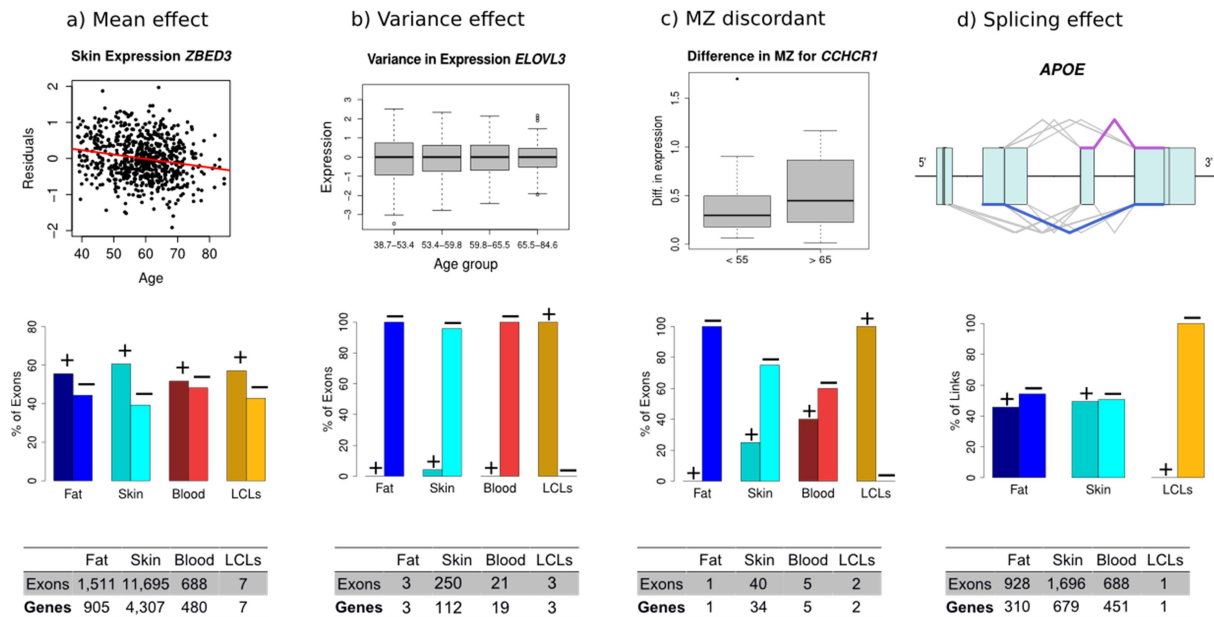 a) Mean effect
b) Variance effect
c) MZ discordant
d) Splicing effect
Skin Expression ZBED3
Residuals
2
1
0
−1
−2
40 50 60 70 80
Age
Variance in Expression ELOVL3
Expression
3
2
1
0
−1
−2
−3
38.7−53.4 53.4−59.8 59.8−65.5 65.5−84.6
Age group
Difference in MZ for CCHCR1
Diff. in expression
1.5
1.0
0.5
0.0
< 55 > 65
APOE
5' 3'
% of Exons
80
60
40
20
0
+ − + − + − + −
Fat Skin Blood LCLs
% of Exons
100
80
60
40
20
0
+ − + − + − + −
Fat Skin Blood LCLs
% of Exons
100
80
60
40
20
0
+ − + − + − + −
Fat Skin Blood LCLs
% of Links
100
80
60
40
20
0
+ − + − + −
Fat Skin LCLs
Fat Skin Blood LCLs
Exons 1,511 11,695 688 7
Genes 905 4,307 480 7
Fat Skin Blood LCLs
Exons 3 250 21 3
Genes 3 112 19 3
Fat Skin Blood LCLs
Exons 1 40 5 2
Genes 1 34 5 2
Fat Skin Blood LCLs
Exons 928 1,696 688 1
Genes 310 679 451 1